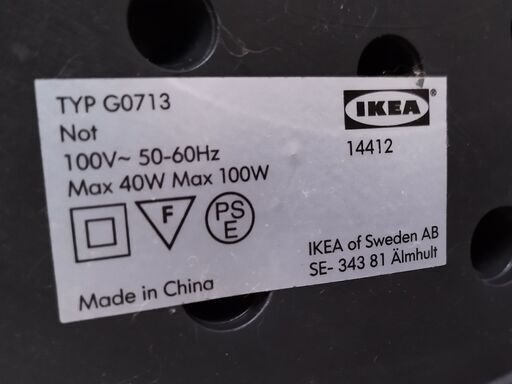 TYP G0713
Not
100V~ 50-60Hz
Max 40W Max 100W
F
PS
E
Made in China
IKEA
®
14412
IKEA of Sweden AB
SE- 343 81 Älmhult